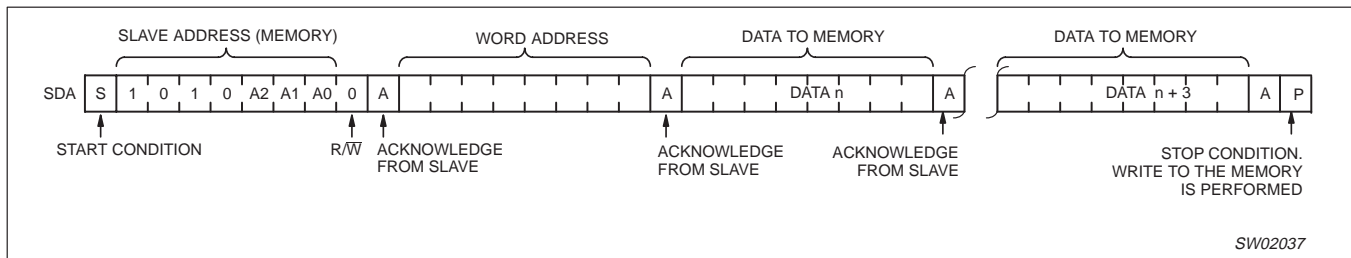 SLAVE ADDRESS (MEMORY) WORD ADDRESS DATA TO MEMORY DATA TO MEMORY
SDA S 1 0 1 0 A2 A1 A0 0 A A DATA n A DATA n + 3 A P
START CONDITION R/W̅ ACKNOWLEDGE FROM SLAVE ACKNOWLEDGE FROM SLAVE ACKNOWLEDGE FROM SLAVE STOP CONDITION. WRITE TO THE MEMORY IS PERFORMED
SW02037